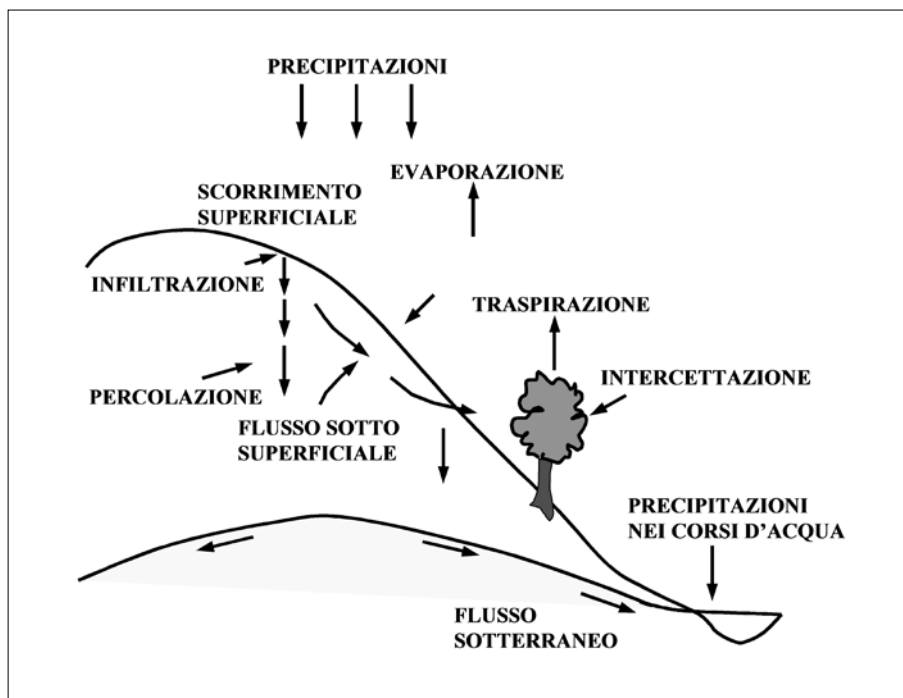 PRECIPITAZIONI
EVAPORAZIONE
SCORRIMENTO
SUPERFICIALE
INFILTRAZIONE
TRASPIRAZIONE
INTERCETTAZIONE
PERCOLAZIONE
FLUSSO SOTTO
SUPERFICIALE
PRECIPITAZIONI
NEI CORSI D'ACQUA
FLUSSO
SOTTERRANEO